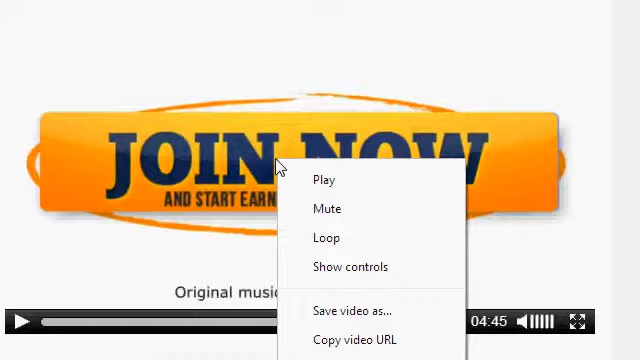 JOIN NOW
AND START EARN
Play
Mute
Loop
Show controls
Original music
Save video as...
04:45
Copy video URL